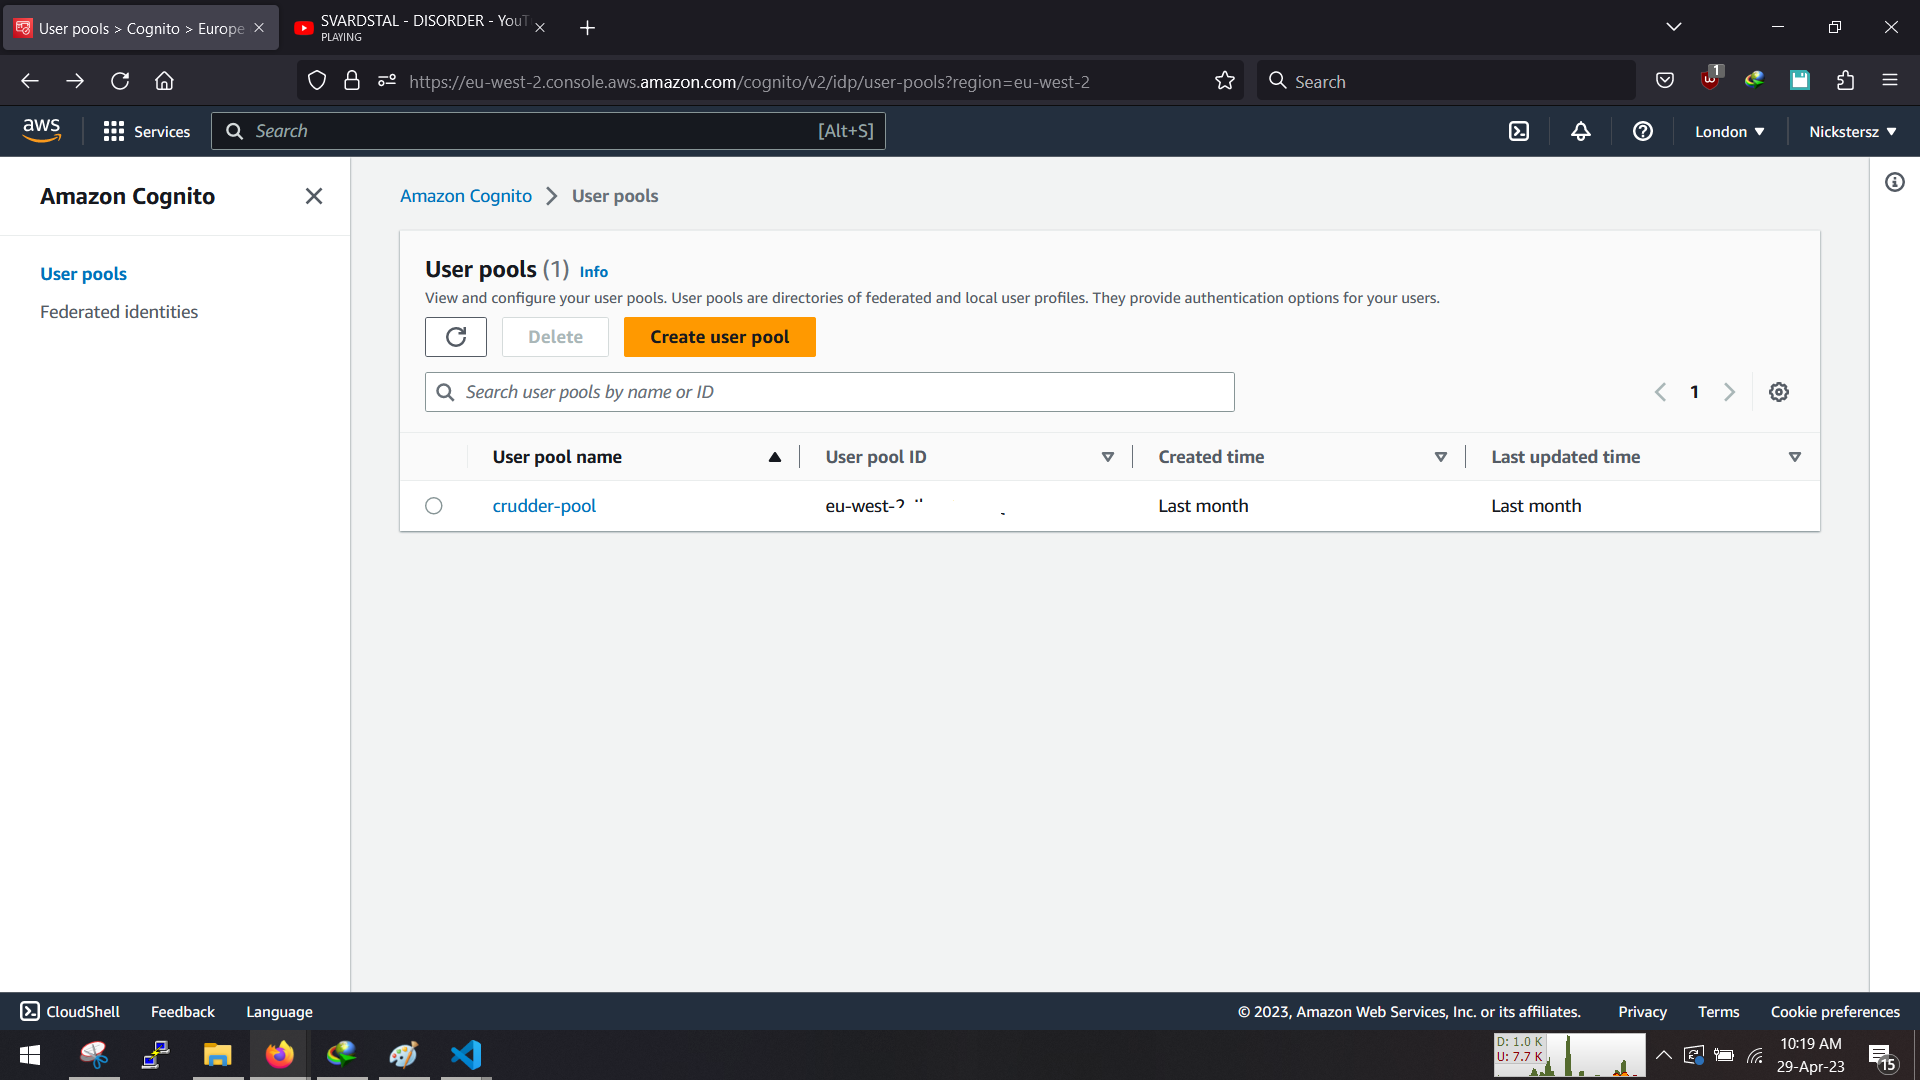 User pools > Cognito > Europe
SVARDSTAL - DISORDER - YouT
PLAYING
https://eu-west-2.console.aws.amazon.com/cognito/v2/idp/user-pools?region=eu-west-2
Search
1
aws
Services
Search
[Alt+S]
London
Nickstersz
Amazon Cognito
User pools
Federated identities
Amazon Cognito
User pools
User pools (1) Info
View and configure your user pools. User pools are directories of federated and local user profiles. They provide authentication options for your users.
Delete
Create user pool
Search user pools by name or ID
1
User pool name
User pool ID
Created time
Last updated time
crudder-pool
eu-west-2
Last month
Last month
CloudShell
Feedback
Language
© 2023, Amazon Web Services, Inc. or its affiliates.
Privacy
Terms
Cookie preferences
D: 1.0 K
U: 7.7 K
10:19 AM
29-Apr-23
15